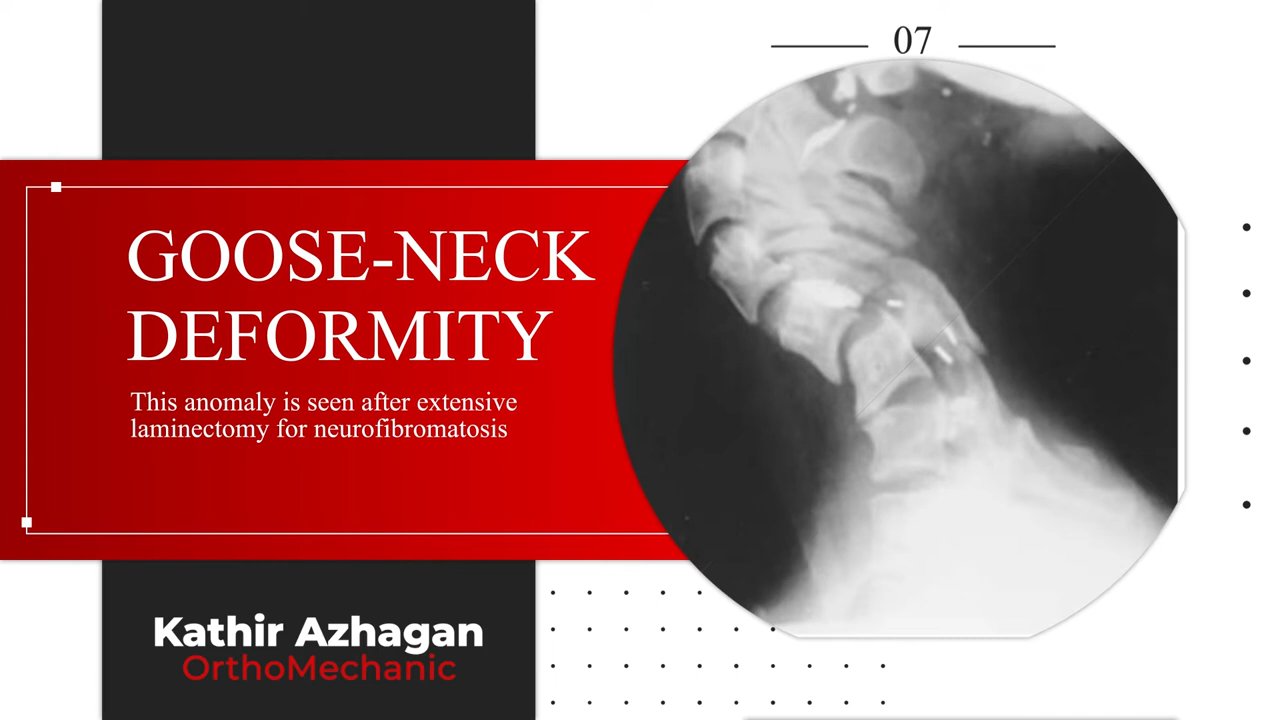 07
GOOSE-NECK
DEFORMITY
This anomaly is seen after extensive
laminectomy for neurofibromatosis
Kathir Azhagan
OrthoMechanic